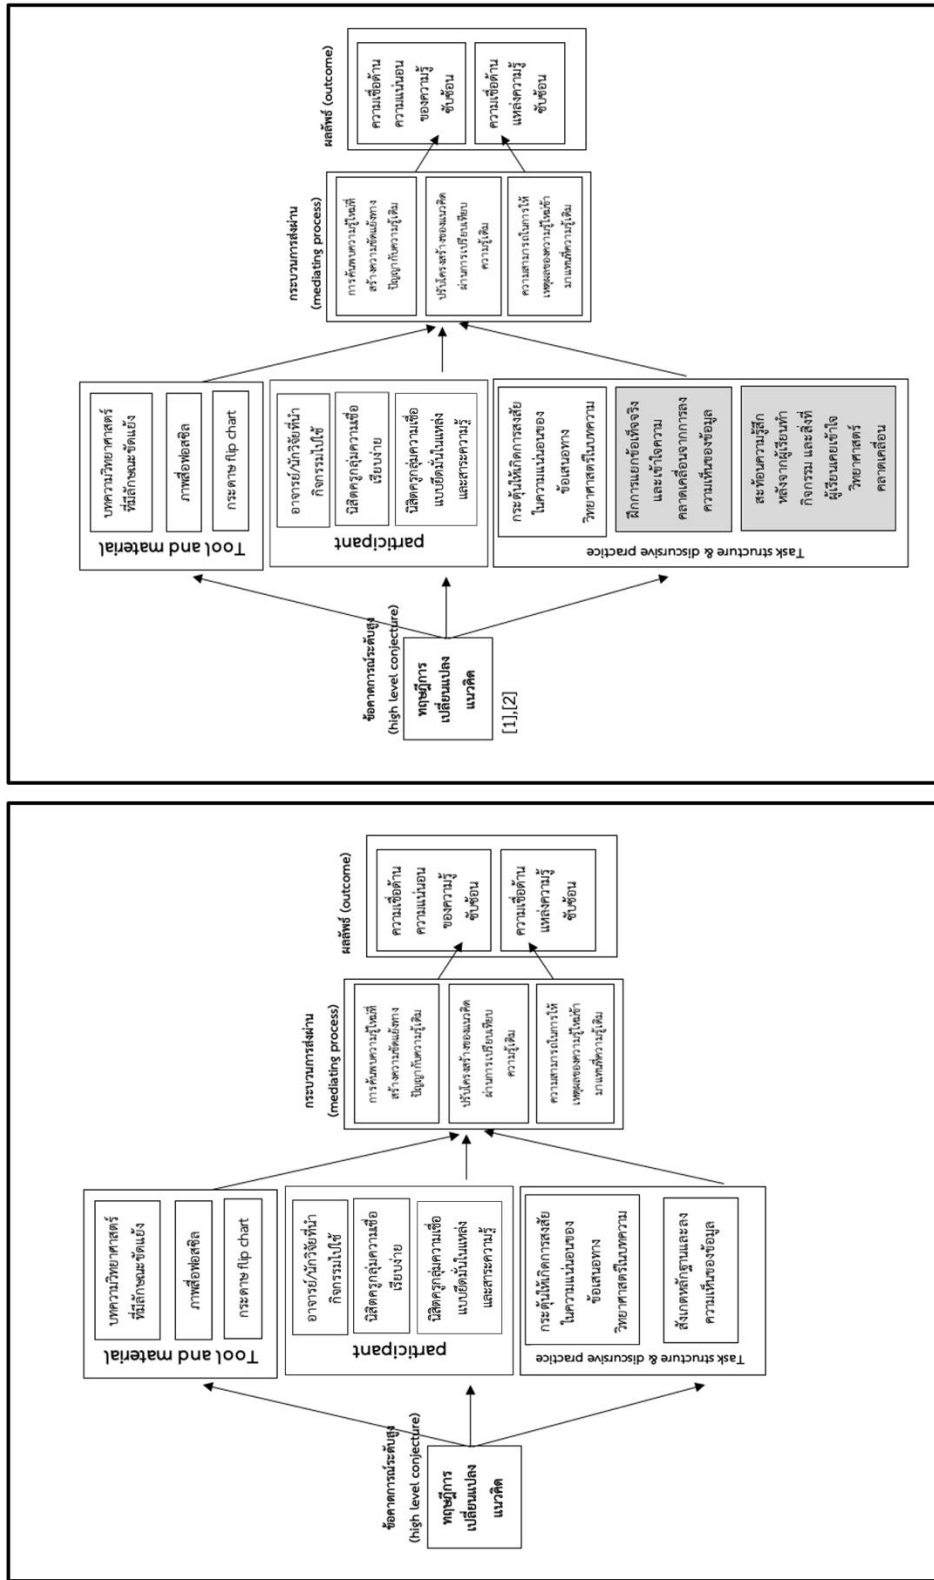 ข้อคาดการณ์ระดับสูง
(high level conjecture)
ทฤษฎีการ
เปลี่ยนแปลง
แนวคิด
Tool and material
บทความวิทยาศาสตร์
ที่มีลักษณะขัดแย้ง
ภาพสื่อฟอสซิล
กระดาษ flip chart
participant
อาจารย์/นักวิจัยที่นำ
กิจกรรมไปใช้
นิสิตครูกลุ่มความเชื่อ
เรียบง่าย
นิสิตครูกลุ่มความเชื่อ
แบบยึดมั่นในแหล่ง
และสาระความรู้
Task structure & discursive practice
กระตุ้นให้เกิดการสงสัย
ในความแน่นอนของ
ข้อเสนอทาง
วิทยาศาสตร์ในบทความ
สังเกตหลักฐานและลง
ความเห็นของข้อมูล
กระบวนการส่งผ่าน
(mediating process)
การค้นพบความรู้ใหม่ที่
สร้างความขัดแย้งทาง
ปัญญากับความรู้เดิม
ปรับโครงสร้างของแนวคิด
ผ่านการเปรียบเทียบ
ความรู้เดิม
ความสามารถในการให้
เหตุผลของความรู้ใหม่เข้า
มาแทนที่ความรู้เดิม
ผลลัพธ์ (outcome)
ความเชื่อด้าน
ความแน่นอน
ของความรู้
ซับซ้อน
ความเชื่อด้าน
แหล่งความรู้
ซับซ้อน
ข้อคาดการณ์ระดับสูง
(high level conjecture)
ทฤษฎีการ
เปลี่ยนแปลง
แนวคิด
[1],[2]
Tool and material
บทความวิทยาศาสตร์
ที่มีลักษณะขัดแย้ง
ภาพสื่อฟอสซิล
กระดาษ flip chart
participant
อาจารย์/นักวิจัยที่นำ
กิจกรรมไปใช้
นิสิตครูกลุ่มความเชื่อ
เรียบง่าย
นิสิตครูกลุ่มความเชื่อ
แบบยึดมั่นในแหล่ง
และสาระความรู้
Task structure & discursive practice
กระตุ้นให้เกิดการสงสัย
ในความแน่นอนของ
ข้อเสนอทาง
วิทยาศาสตร์ในบทความ
ฝึกการแยกข้อเท็จจริง
และเข้าใจความ
คลาดเคลื่อนจากการลง
ความเห็นของข้อมูล
สะท้อนความรู้สึก
หลังจากผู้เรียนทำ
กิจกรรม และสิ่งที่
ผู้เรียนเคยเข้าใจ
วิทยาศาสตร์
คลาดเคลื่อน
กระบวนการส่งผ่าน
(mediating process)
การค้นพบความรู้ใหม่ที่
สร้างความขัดแย้งทาง
ปัญญากับความรู้เดิม
ปรับโครงสร้างของแนวคิด
ผ่านการเปรียบเทียบ
ความรู้เดิม
ความสามารถในการให้
เหตุผลของความรู้ใหม่เข้า
มาแทนที่ความรู้เดิม
ผลลัพธ์ (outcome)
ความเชื่อด้าน
ความแน่นอน
ของความรู้
ซับซ้อน
ความเชื่อด้าน
แหล่งความรู้
ซับซ้อน